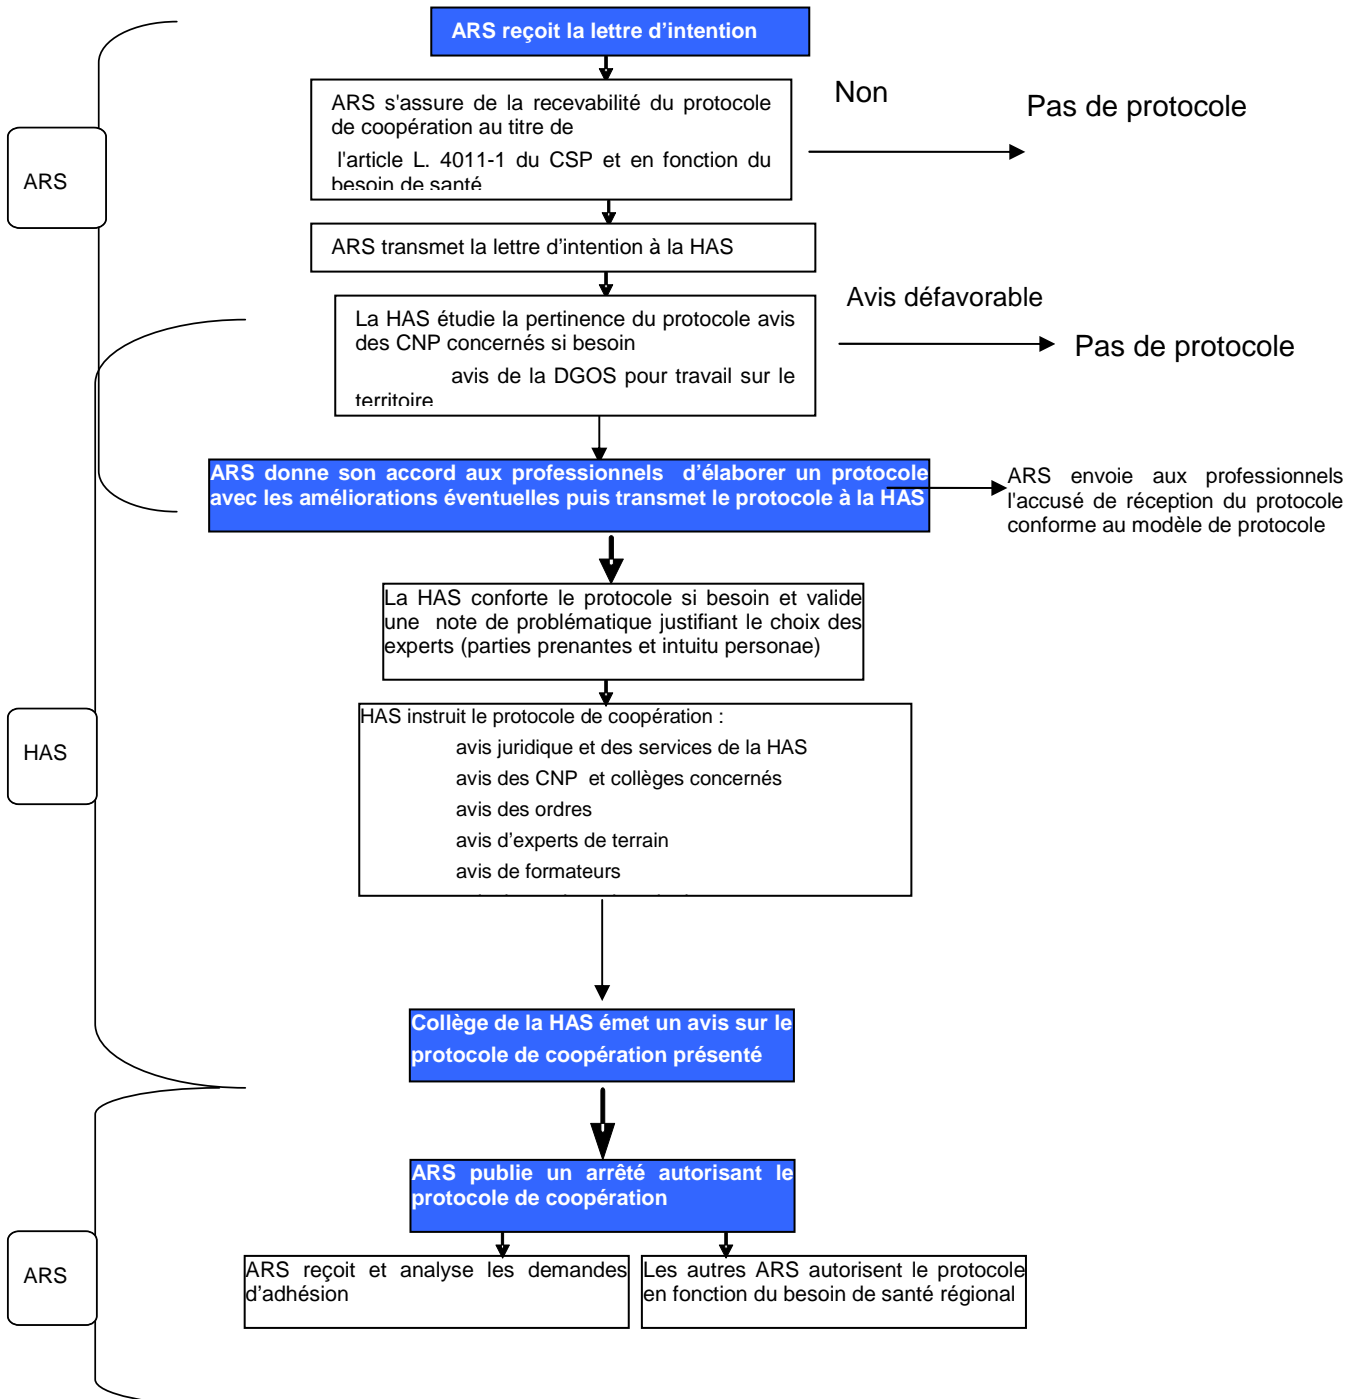 ARS reçoit la lettre d'intention
ARS s'assure de la recevabilité du protocole
de coopération au titre de
l'article L. 4011-1 du CSP et en fonction du
besoin de santé
Non
Pas de protocole
ARS
ARS transmet la lettre d'intention à la HAS
La HAS étudie la pertinence du protocole avis
des CNP concernés si besoin
avis de la DGOS pour travail sur le
territoire
Avis défavorable
Pas de protocole
ARS donne son accord aux professionnels d'élaborer un protocole
avec les améliorations éventuelles puis transmet le protocole à la HAS
ARS envoie aux professionnels
l'accusé de réception du protocole
conforme au modèle de protocole
La HAS conforte le protocole si besoin et valide
une note de problématique justifiant le choix des
experts (parties prenantes et intuitu personae)
HAS
HAS instruit le protocole de coopération :
avis juridique et des services de la HAS
avis des CNP et collèges concernés
avis des ordres
avis d'experts de terrain
avis de formateurs
Collège de la HAS émet un avis sur le
protocole de coopération présenté
ARS publie un arrêté autorisant le
protocole de coopération
ARS
ARS reçoit et analyse les demandes
d'adhésion
Les autres ARS autorisent le protocole
en fonction du besoin de santé régional